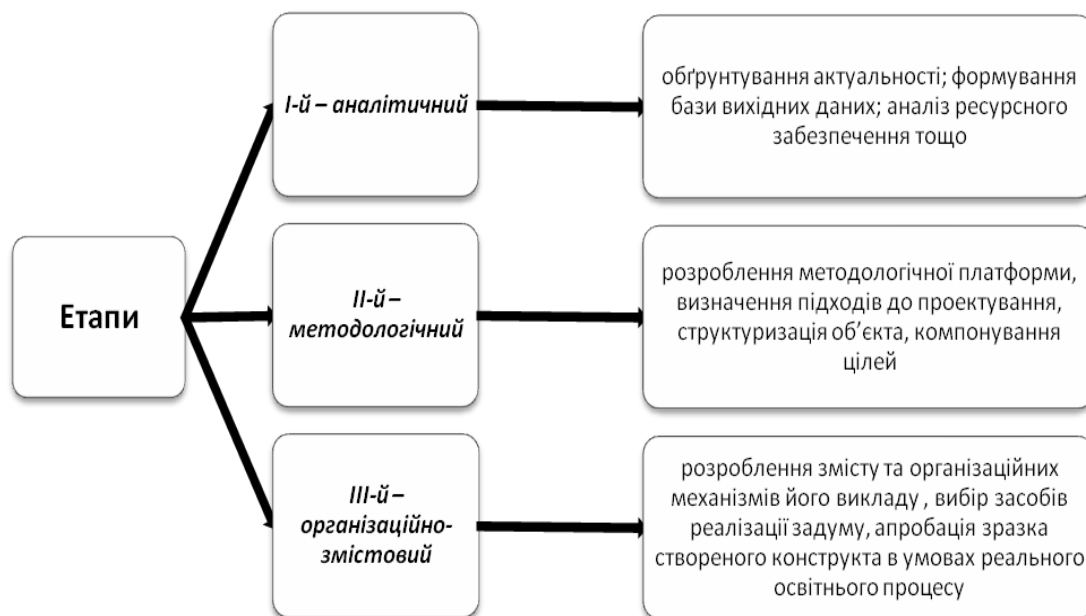 Етапи
І-й – аналітичний
обґрунтування актуальності; формування
бази вихідних даних; аналіз ресурсного
забезпечення тощо
ІІ-й –
методологічний
розроблення методологічної платформи,
визначення підходів до проектування,
структуризація об’єкта, компонування
цілей
ІІІ-й –
організаційно-
змістовий
розроблення змісту та організаційних
механізмів його викладу , вибір засобів
реалізації задуму, апробація зразка
створеного конструкта в умовах реального
освітнього процесу